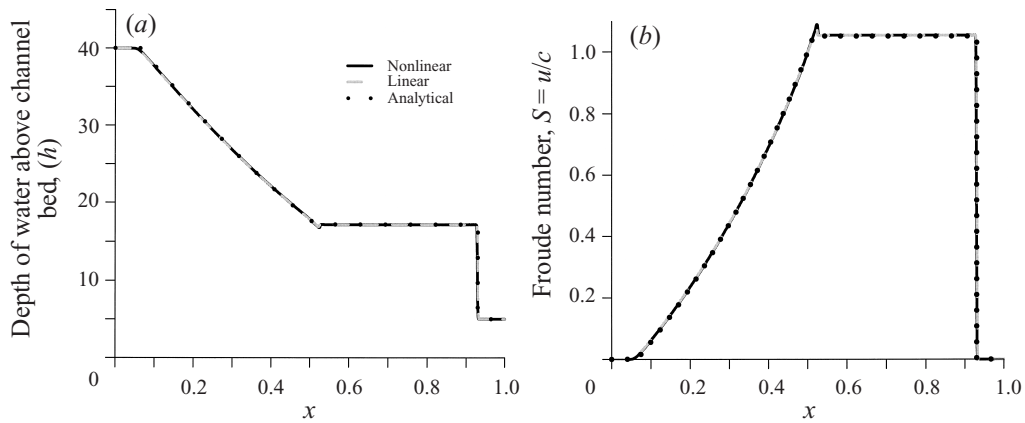 (a)
Depth of water above channel
bed, (h)
40
30
20
10
0
Nonlinear
Linear
Analytical
0.2
0.4
0.6
0.8
1.0
x
(b)
Froude number, S = u/c
1.0
0.8
0.6
0.4
0.2
0
0.2
0.4
0.6
0.8
1.0
x